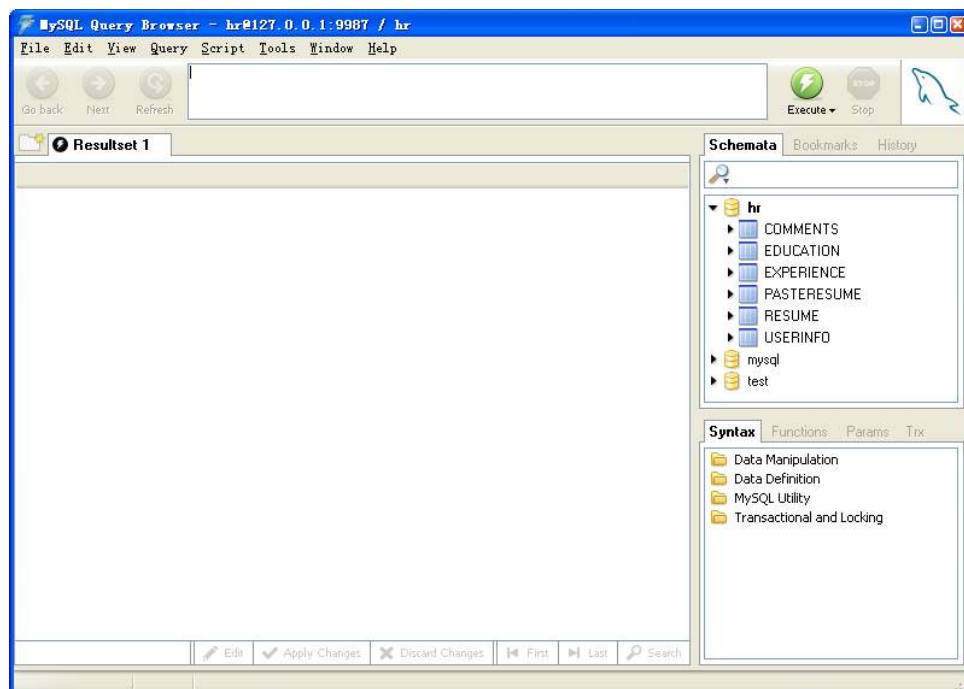 MySQL Query Browser - hr@127.0.0.1:9987 / hr
File Edit View Query Script Tools Window Help
Go back Next Refresh Execute STOP Stop
Resultset 1
Schemata Bookmarks History
hr
COMMENTS
EDUCATION
EXPERIENCE
PASTERESUME
RESUME
USERINFO
mysql
test
Syntax Functions Params Trx
Data Manipulation
Data Definition
MySQL Utility
Transactional and Locking
Edit Apply Changes Discard Changes First Last Search